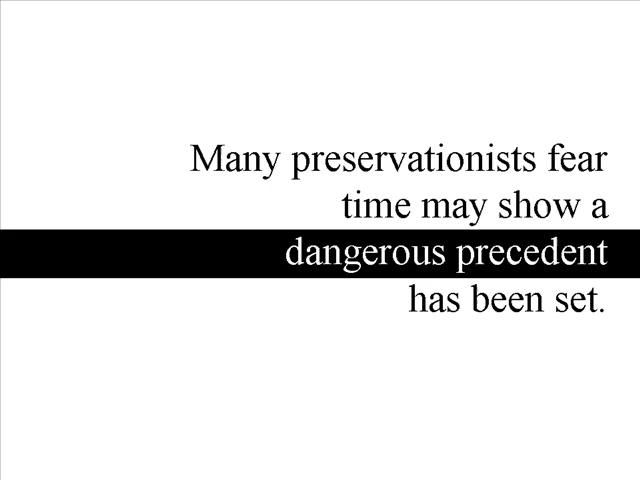 Many preservationists fear
time may show a
dangerous precedent
has been set.